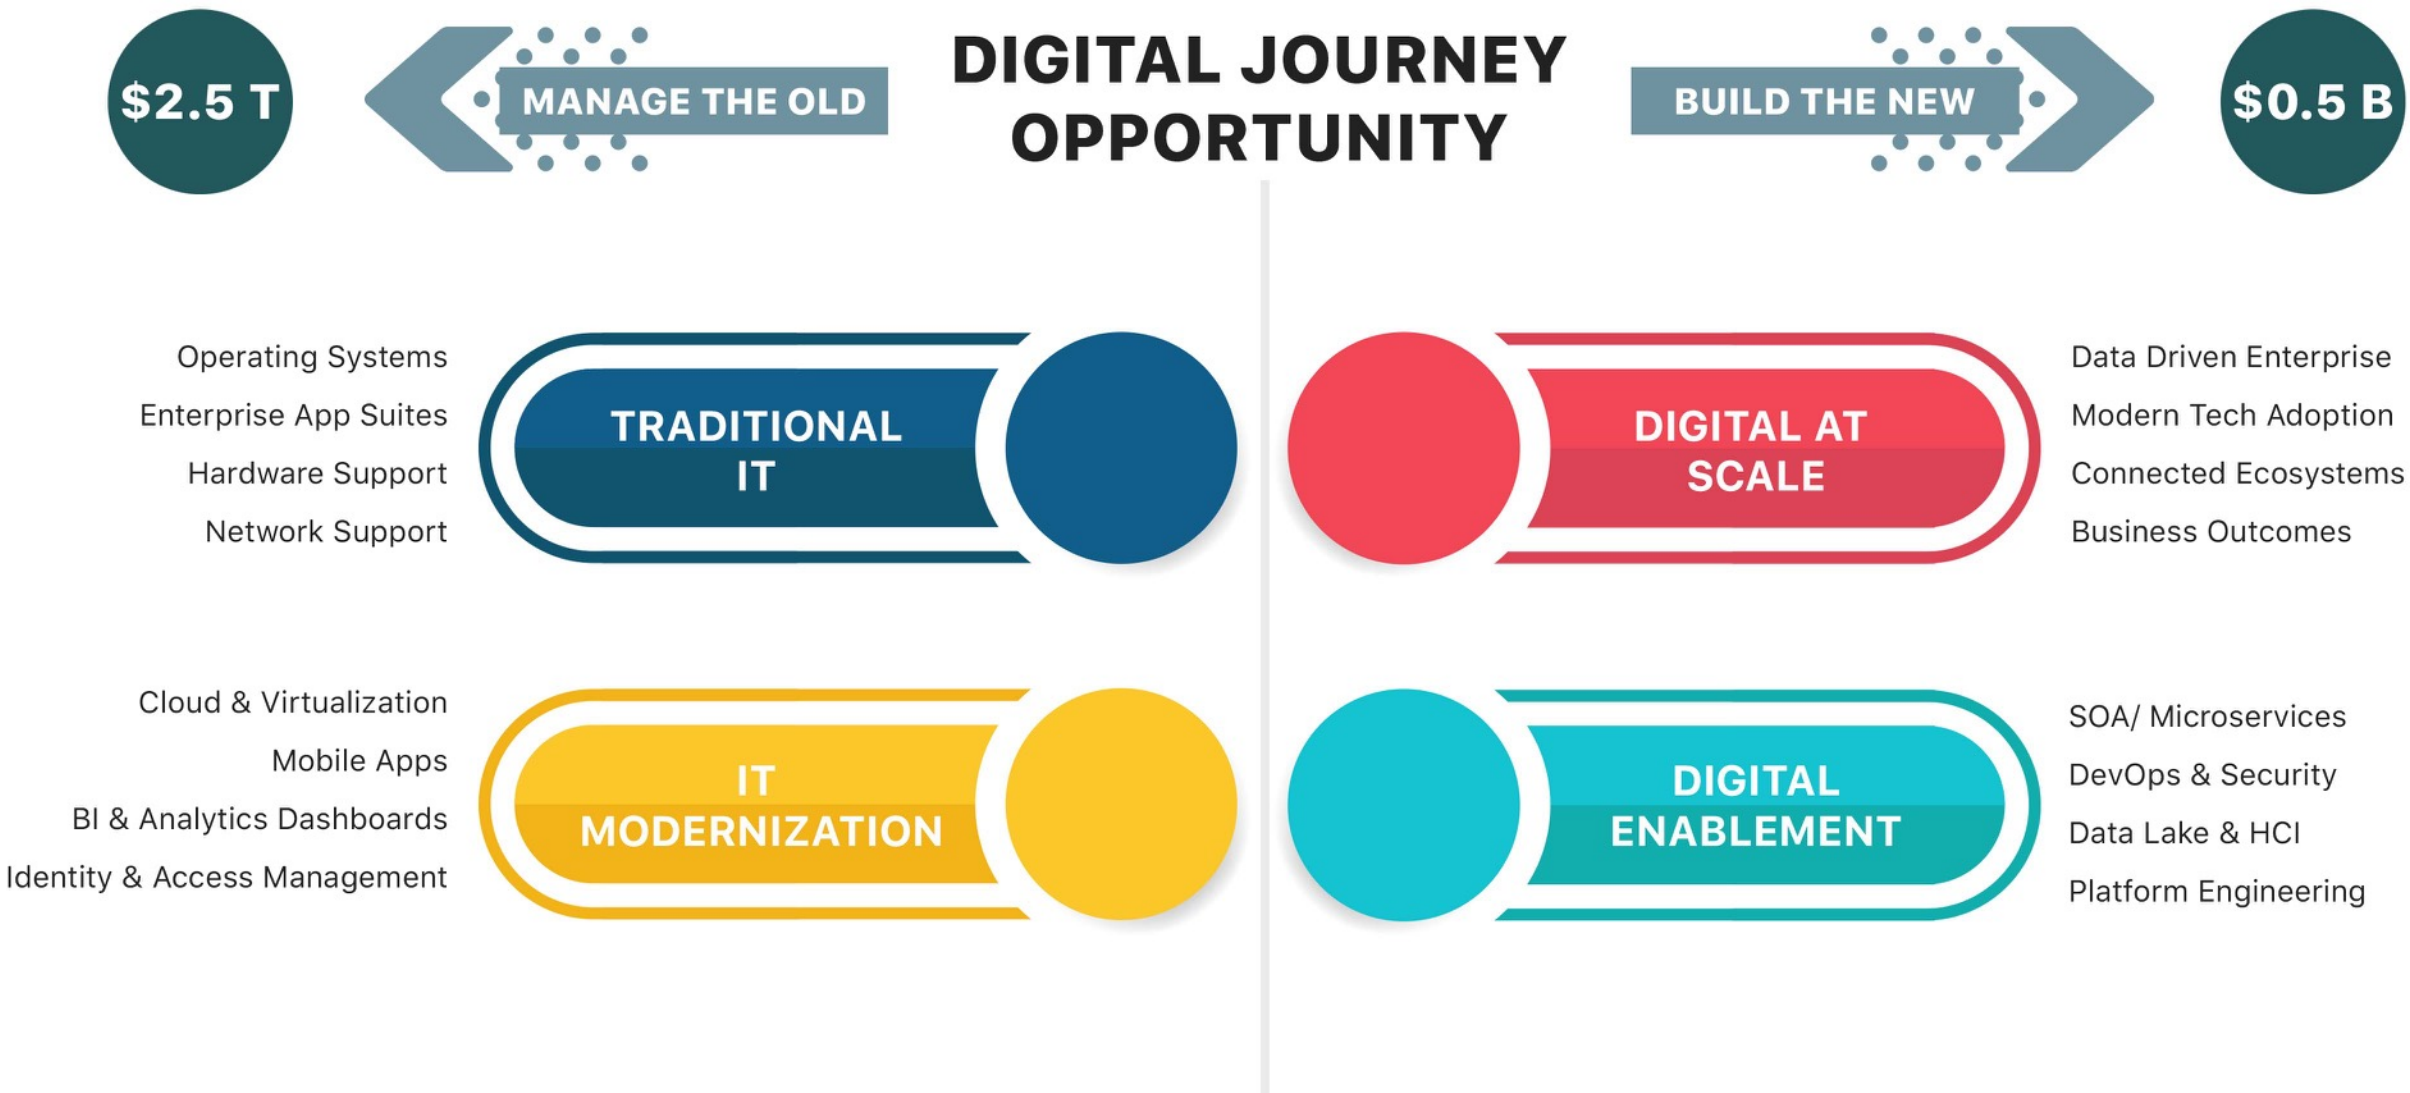 $2.5 T
MANAGE THE OLD
DIGITAL JOURNEY
OPPORTUNITY
BUILD THE NEW
$0.5 B
Operating Systems
Enterprise App Suites
Hardware Support
Network Support
TRADITIONAL
IT
DIGITAL AT
SCALE
Data Driven Enterprise
Modern Tech Adoption
Connected Ecosystems
Business Outcomes
Cloud & Virtualization
Mobile Apps
BI & Analytics Dashboards
Identity & Access Management
IT
MODERNIZATION
DIGITAL
ENABLEMENT
SOA/ Microservices
DevOps & Security
Data Lake & HCI
Platform Engineering